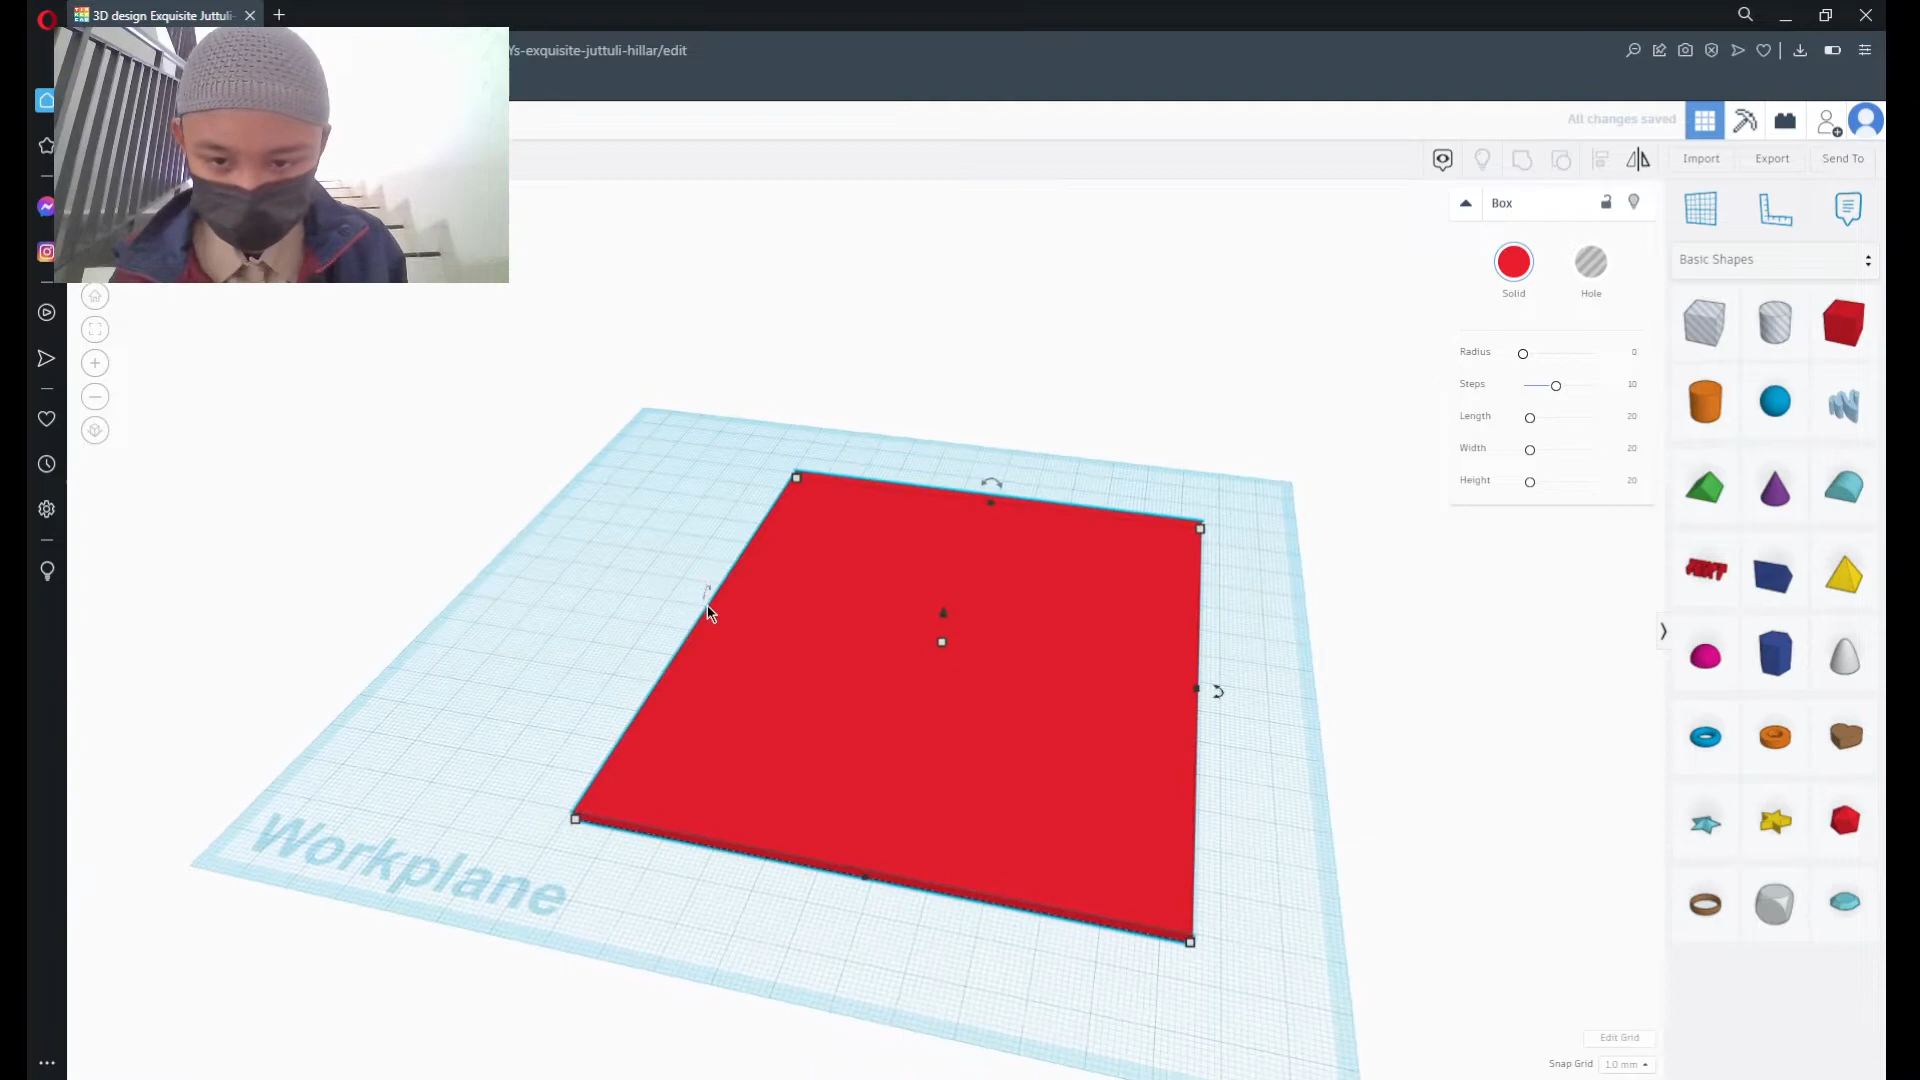 3D design Exquisite Juttuli-
Ys-exquisite-juttuli-hillar/edit
All changes saved
Import
Export
Send To
Box
Solid
Hole
Radius
0
Steps
10
Length
20
Width
20
Height
20
Basic Shapes
Workplane
Edit Grid
Snap Grid
1.0 mm